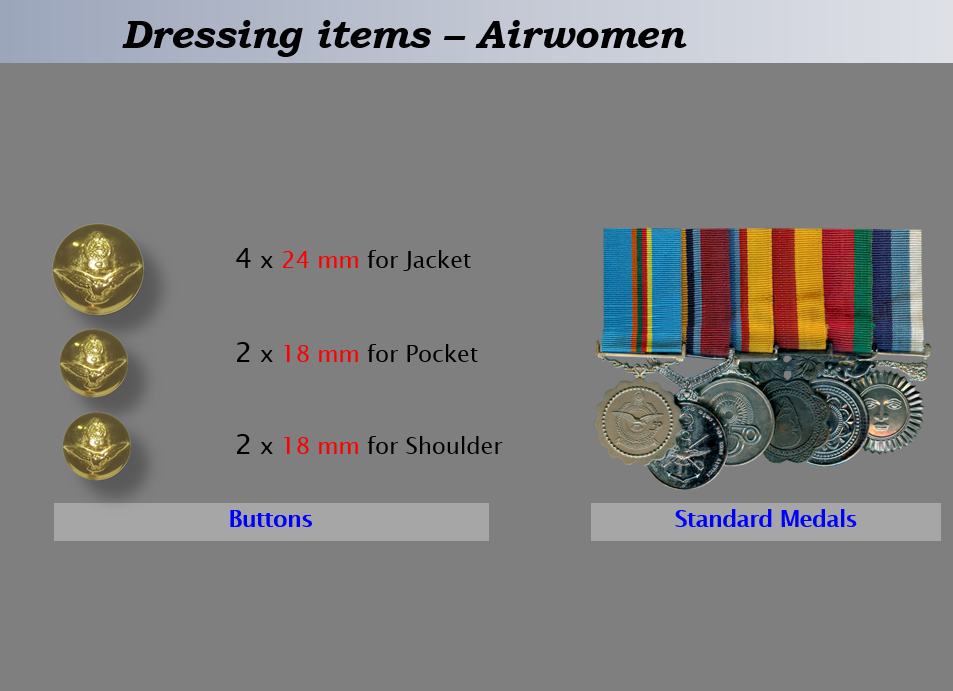 Dressing items – Airwomen
4 x 24 mm for Jacket
2 x 18 mm for Pocket
2 x 18 mm for Shoulder
Buttons
Standard Medals